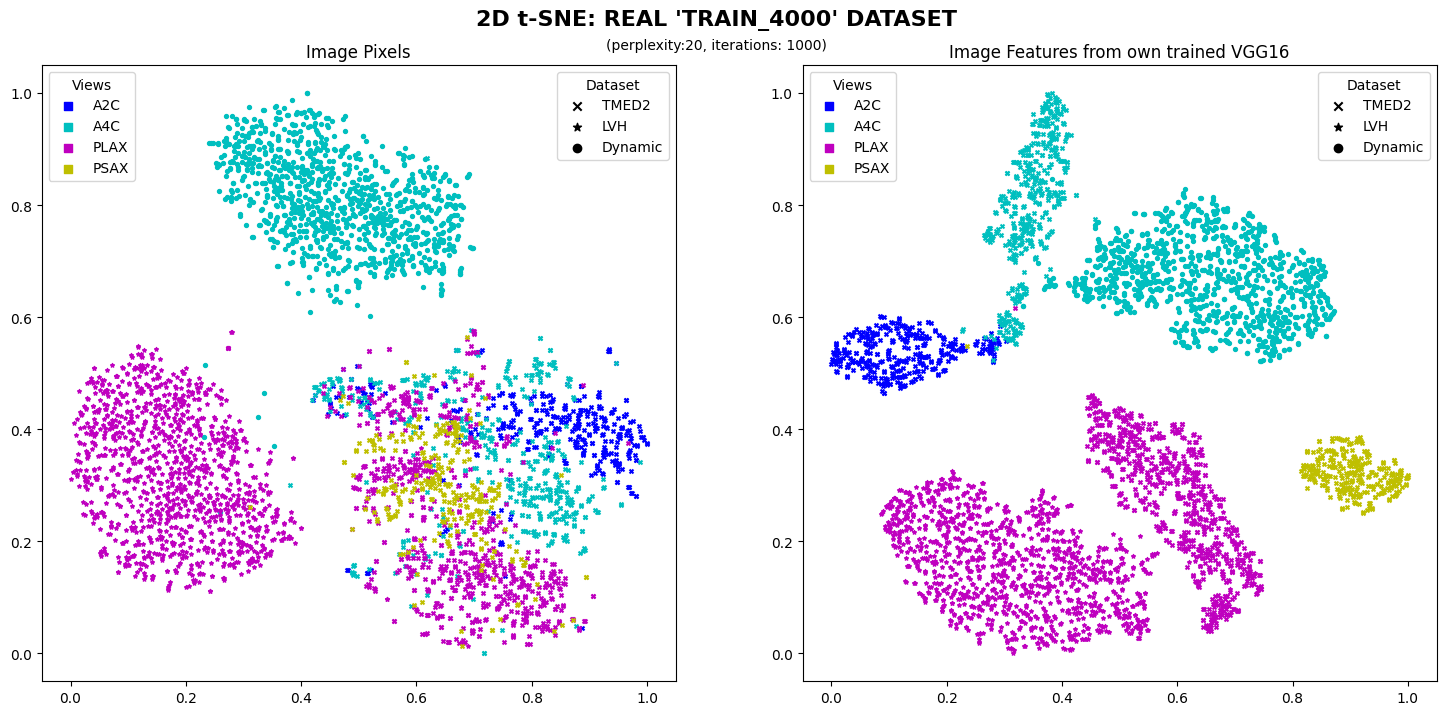 2D t-SNE: REAL 'TRAIN_4000' DATASET
(perplexity:20, iterations: 1000)
Image Pixels
Views
A2C
A4C
PLAX
PSAX
Dataset
TMED2
LVH
Dynamic
1.0
0.8
0.6
0.4
0.2
0.0
0.0
0.2
0.4
0.6
0.8
1.0
Image Features from own trained VGG16
Views
A2C
A4C
PLAX
PSAX
Dataset
TMED2
LVH
Dynamic
1.0
0.8
0.6
0.4
0.2
0.0
0.0
0.2
0.4
0.6
0.8
1.0